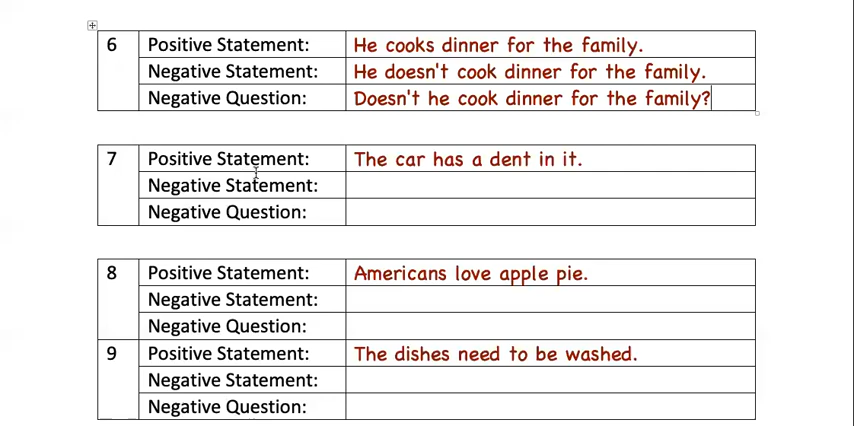 6 Positive Statement: He cooks dinner for the family.
Negative Statement: He doesn't cook dinner for the family.
Negative Question: Doesn't he cook dinner for the family?
7 Positive Statement: The car has a dent in it.
Negative Statement:
Negative Question:
8 Positive Statement: Americans love apple pie.
Negative Statement:
Negative Question:
9 Positive Statement: The dishes need to be washed.
Negative Statement:
Negative Question: